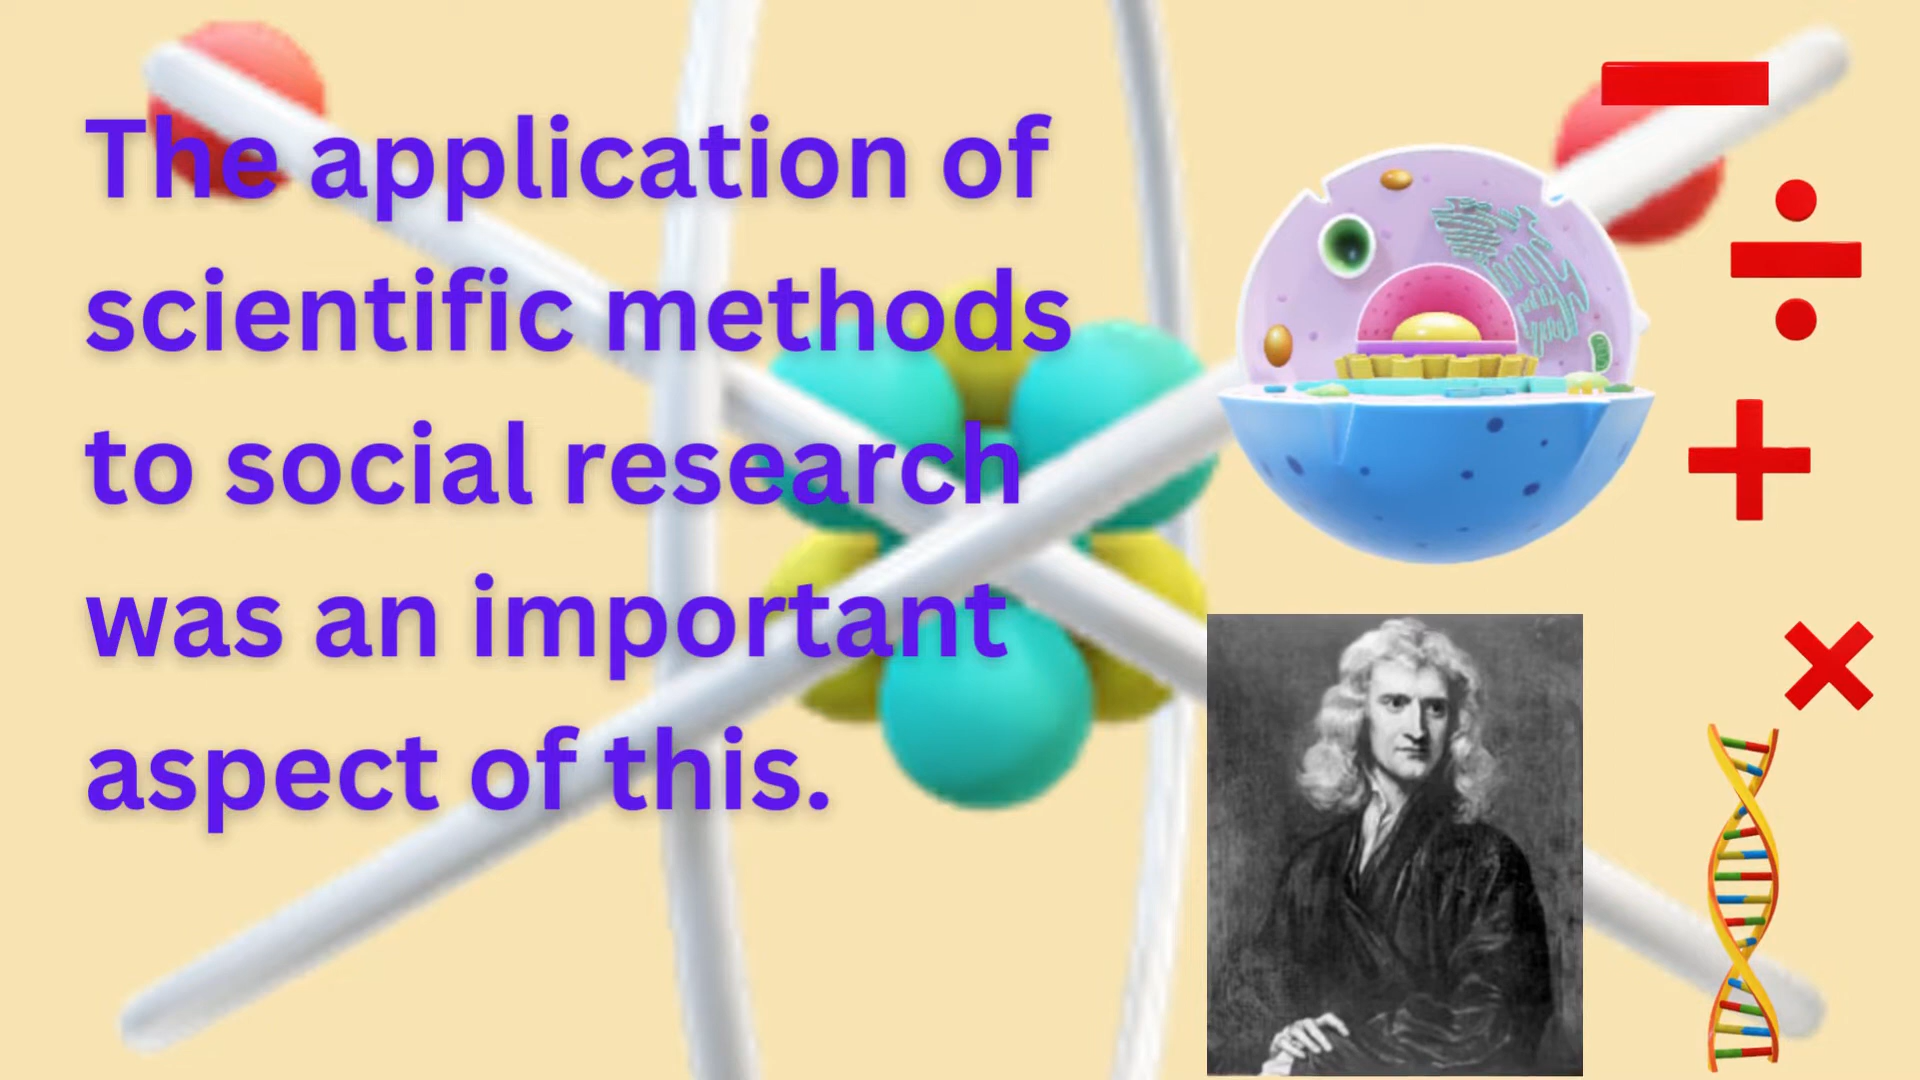 The application of
scientific methods
to social research
was an important
aspect of this.